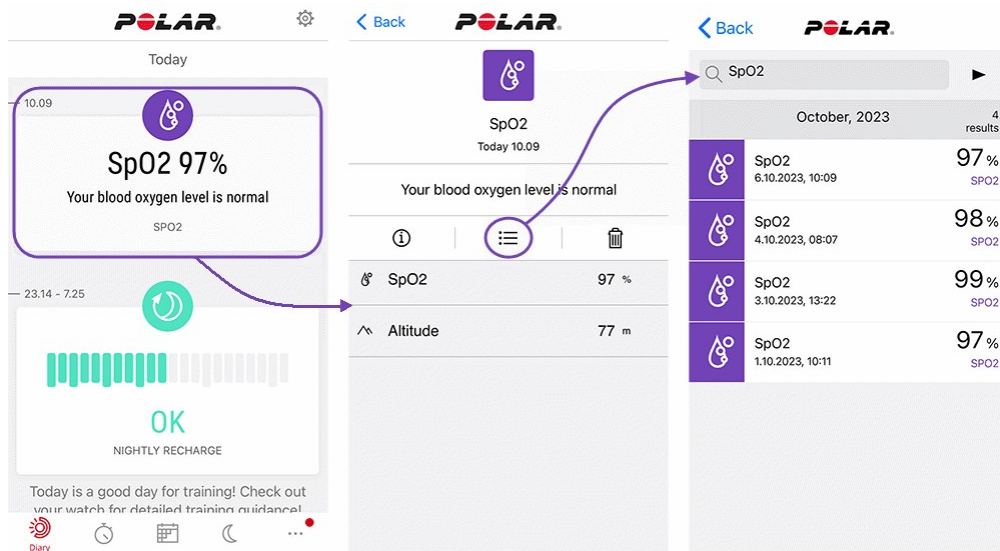 POLAR.
Today
10.09
SpO2 97%
Your blood oxygen level is normal
SPO2
23.14 - 7.25
OK
NIGHTLY RECHARGE
Today is a good day for training! Check out
your watch for detailed training guidance!
Diary
Back
POLAR.
SpO2
Today 10.09
Your blood oxygen level is normal
SpO2 97 %
Altitude 77 m
Back
POLAR.
SpO2
October, 2023 4
results
SpO2 97 %
6.10.2023, 10:09 SPO2
SpO2 98 %
4.10.2023, 08:07 SPO2
SpO2 99 %
3.10.2023, 13:22 SPO2
SpO2 97 %
1.10.2023, 10:11 SPO2